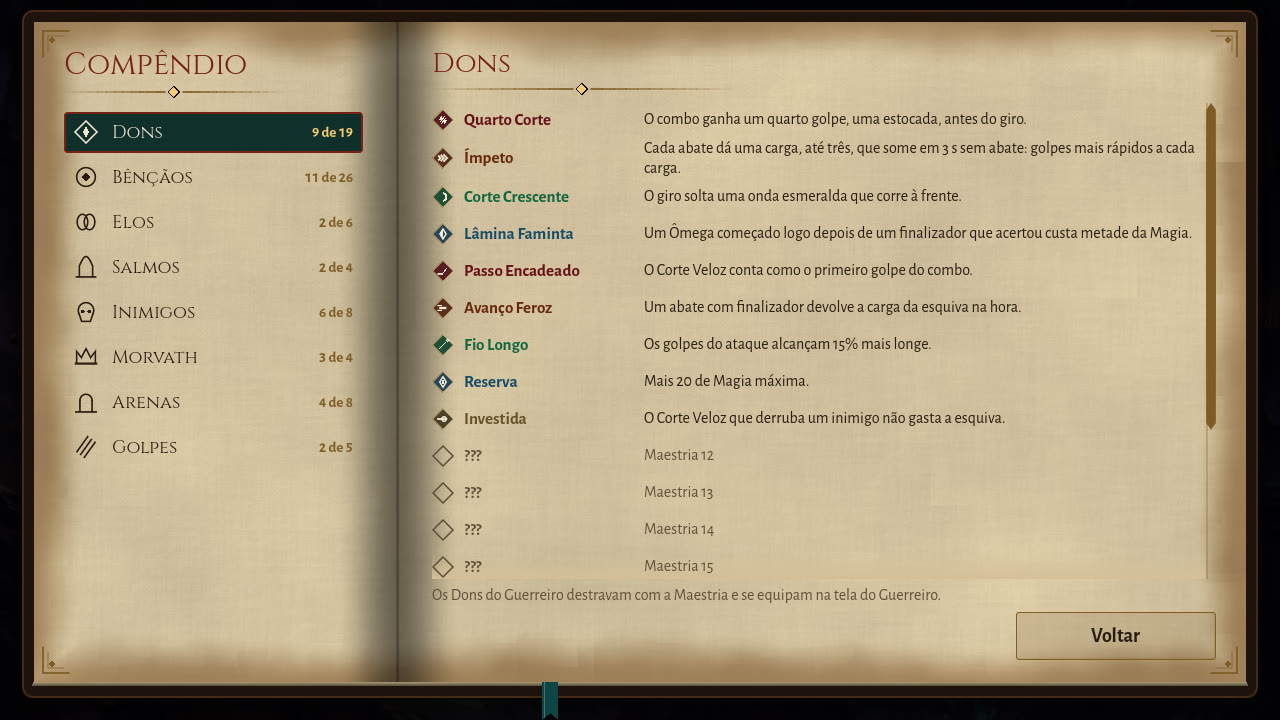 Compêndio
Dons 9 de 19
Bênçãos 11 de 26
Elos 2 de 6
Salmos 2 de 4
Inimigos 6 de 8
Morvath 3 de 4
Arenas 4 de 8
Golpes 2 de 5
Dons
Quarto Corte O combo ganha um quarto golpe, uma estocada, antes do giro.
Ímpeto Cada abate dá uma carga, até três, que some em 3 s sem abate: golpes mais rápidos a cada
carga.
Corte Crescente O giro solta uma onda esmeralda que corre à frente.
Lâmina Faminta Um Ômega começado logo depois de um finalizador que acertou custa metade da Magia.
Passo Encadeado O Corte Veloz conta como o primeiro golpe do combo.
Avanço Feroz Um abate com finalizador devolve a carga da esquiva na hora.
Fio Longo Os golpes do ataque alcançam 15% mais longe.
Reserva Mais 20 de Magia máxima.
Investida O Corte Veloz que derruba um inimigo não gasta a esquiva.
??? Maestria 12
??? Maestria 13
??? Maestria 14
??? Maestria 15
Os Dons do Guerreiro destravam com a Maestria e se equipam na tela do Guerreiro.
Voltar